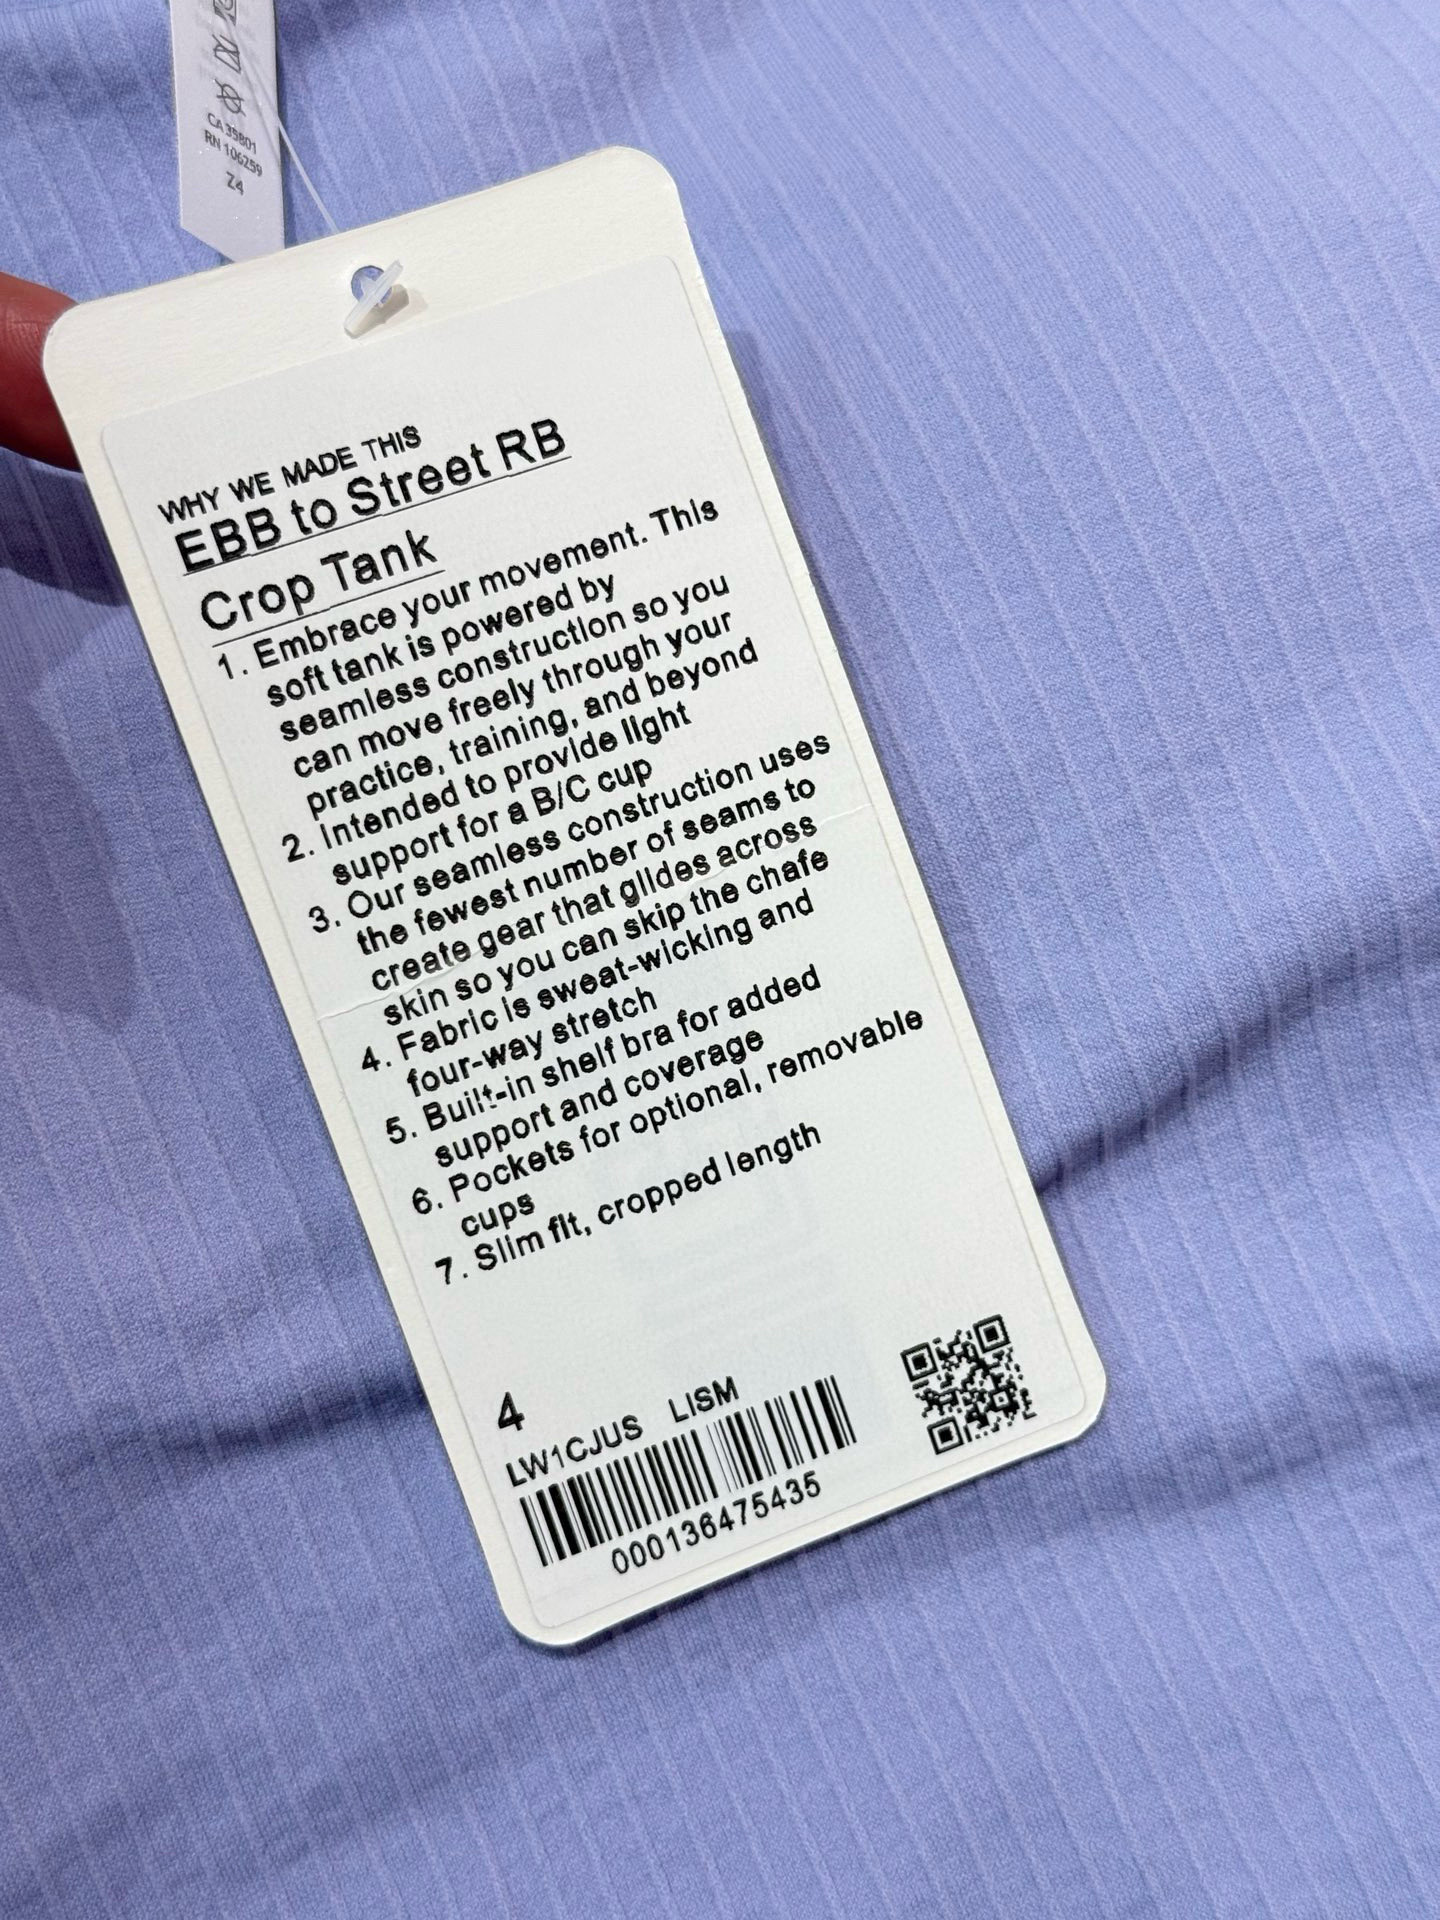 CA 35801
RN 106259
Z4
WHY WE MADE THIS
EBB to Street RB
Crop Tank
1. Embrace your movement. This
soft tank is powered by
seamless construction so you
can move freely through your
practice, training, and beyond
2. Intended to provide light
support for a B/C cup
3. Our seamless construction uses
the fewest number of seams to
create gear that glides across
skin so you can skip the chafe
4. Fabric is sweat-wicking and
four-way stretch
5. Built-in shelf bra for added
support and coverage
6. Pockets for optional, removable
cups
7. Slim fit, cropped length
4
LW1CJUS LISM
000136475435